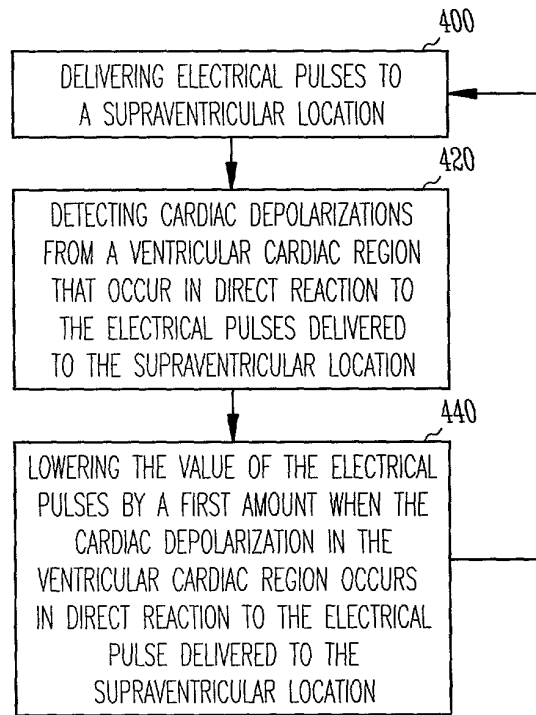 400
DELIVERING ELECTRICAL PULSES TO
A SUPRAVENTRICULAR LOCATION
420
DETECTING CARDIAC DEPOLARIZATIONS
FROM A VENTRICULAR CARDIAC REGION
THAT OCCUR IN DIRECT REACTION TO
THE ELECTRICAL PULSES DELIVERED
TO THE SUPRAVENTRICULAR LOCATION
440
LOWERING THE VALUE OF THE ELECTRICAL
PULSES BY A FIRST AMOUNT WHEN THE
CARDIAC DEPOLARIZATION IN THE
VENTRICULAR CARDIAC REGION OCCURS
IN DIRECT REACTION TO THE ELECTRICAL
PULSE DELIVERED TO THE
SUPRAVENTRICULAR LOCATION